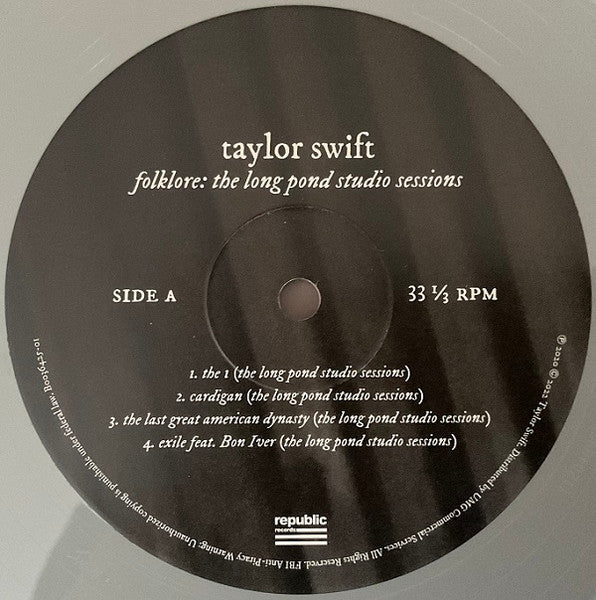 taylor swift
folklore: the long pond studio sessions
SIDE A
33 ⅓ RPM
1. the 1 (the long pond studio sessions)
2. cardigan (the long pond studio sessions)
3. the last great american dynasty (the long pond studio sessions)
4. exile feat. Bon Iver (the long pond studio sessions)
republic
records
℗ 2020 © 2022 Taylor Swift. Distributed by UMG Commercial Services. All Rights Reserved. FBI Anti-Piracy Warning: Unauthorized copying is punishable under federal law.